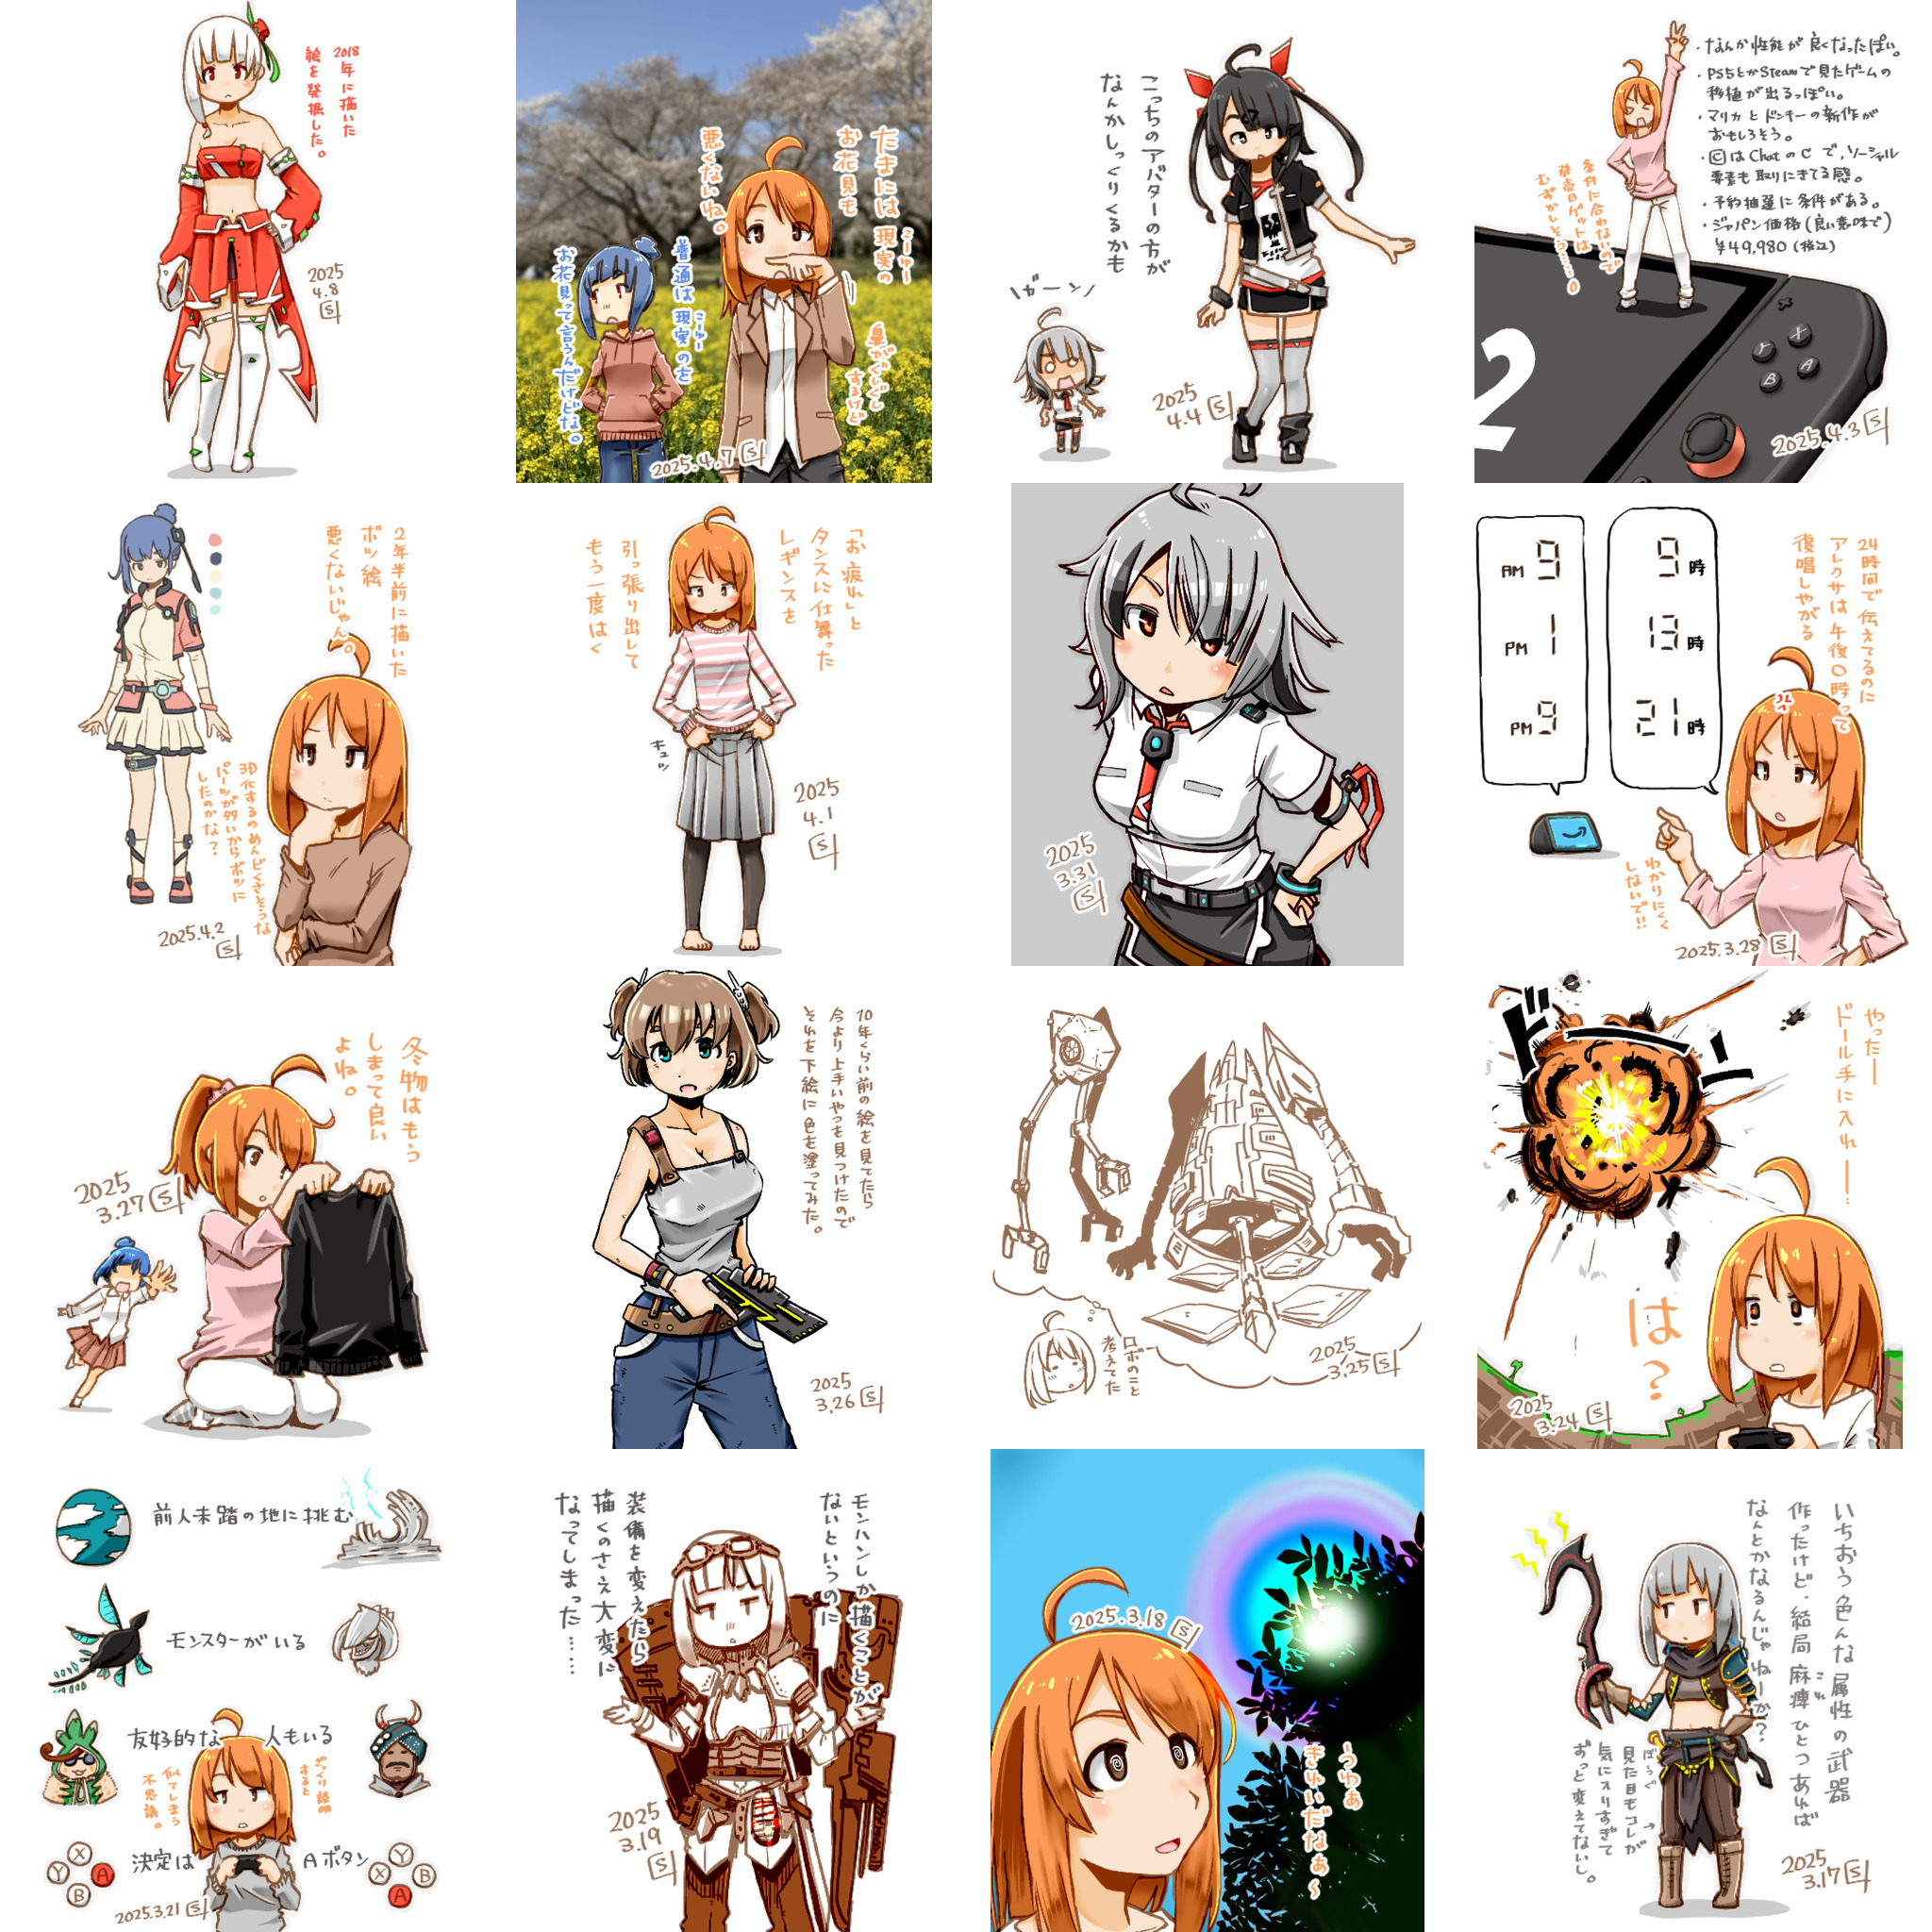 2018年に描いた
絵を発掘した。
2025
4.8
S
たまには現実の
こーゆー
お花見も
悪くないね。
鼻がぐしぐし
するけど
普通は現実のを
こーゆー
お花見って言うんだけどな。
2025.4.7 S
こっちのアバターの方が
なんかしっくりくるかも
ガーン
2025
4.4 S
・なんか性能が良くなったぽい。
・PS5とかSteamで見たゲームの
移植が出るっぽい。
・マリカとドンキーの新作が
おもしろそう。
・CはChatのCで、ソーシャル
要素も取りにきてる感。
・予約抽選に条件がある。
・ジャパン価格(良い意味で)
¥49,980(税込)
条件に合わないので
発売日ゲットは
むずかしそう……。
2
X
Y
A
B
2025.4.3 S
2年半前に描いた
ボツ絵
悪くないじゃん。
3D化するのめんどくさそうな
パーツが多いからボツに
したのかな?
2025.4.2
S
「お疲れ」と
タンスに仕舞った
レギンスを
引っ張り出して
もう一度はく
キュッ
2025
4.1
S
2025
3.31
S
AM 9
PM 1
PM 9
9時
13時
21時
24時間で伝えてるのに
アレクサは午後〇時って
復唱しやがる
わかりにくく
しないで!!
2025.3.28 S
冬物はもう
しまって良い
よね。
2025
3.27 S
10年くらい前の絵を見てたら
今より上手いやつを見つけたので
それを下絵に色を塗ってみた。
2025
3.26 S
ロボのこと
考えてた
2025
3.25 S
やったー
ドール手に入れ——…
ドーン
は?
2025
3.24 S
前人未踏の地に挑む
モンスターがいる
友好的な人もいる
ざっくり説明
すると
似てしまう
不思議。
決定はAボタン
X
Y
A
B
Y
X
B
A
2025.3.21 S
モンハンしか描くことが
ないというのに
装備を変えたら
描くのさえ大変に
なってしまった……
2025
3.19
S
2025.3.18 S
うわぁ
きれいだなぁ～
いちおう色んな属性の武器
作ったけど、結局麻痺ひとつあれば
これ
なんとかなるんじゃねーか?
見た目もコレが
ぼうぐ
気に入りすぎて
ずっと変えてないし。
2025
3.17 S